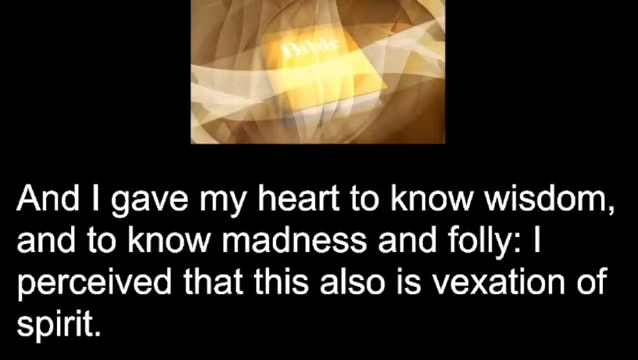 Bible
And I gave my heart to know wisdom,
and to know madness and folly: I
perceived that this also is vexation of
spirit.